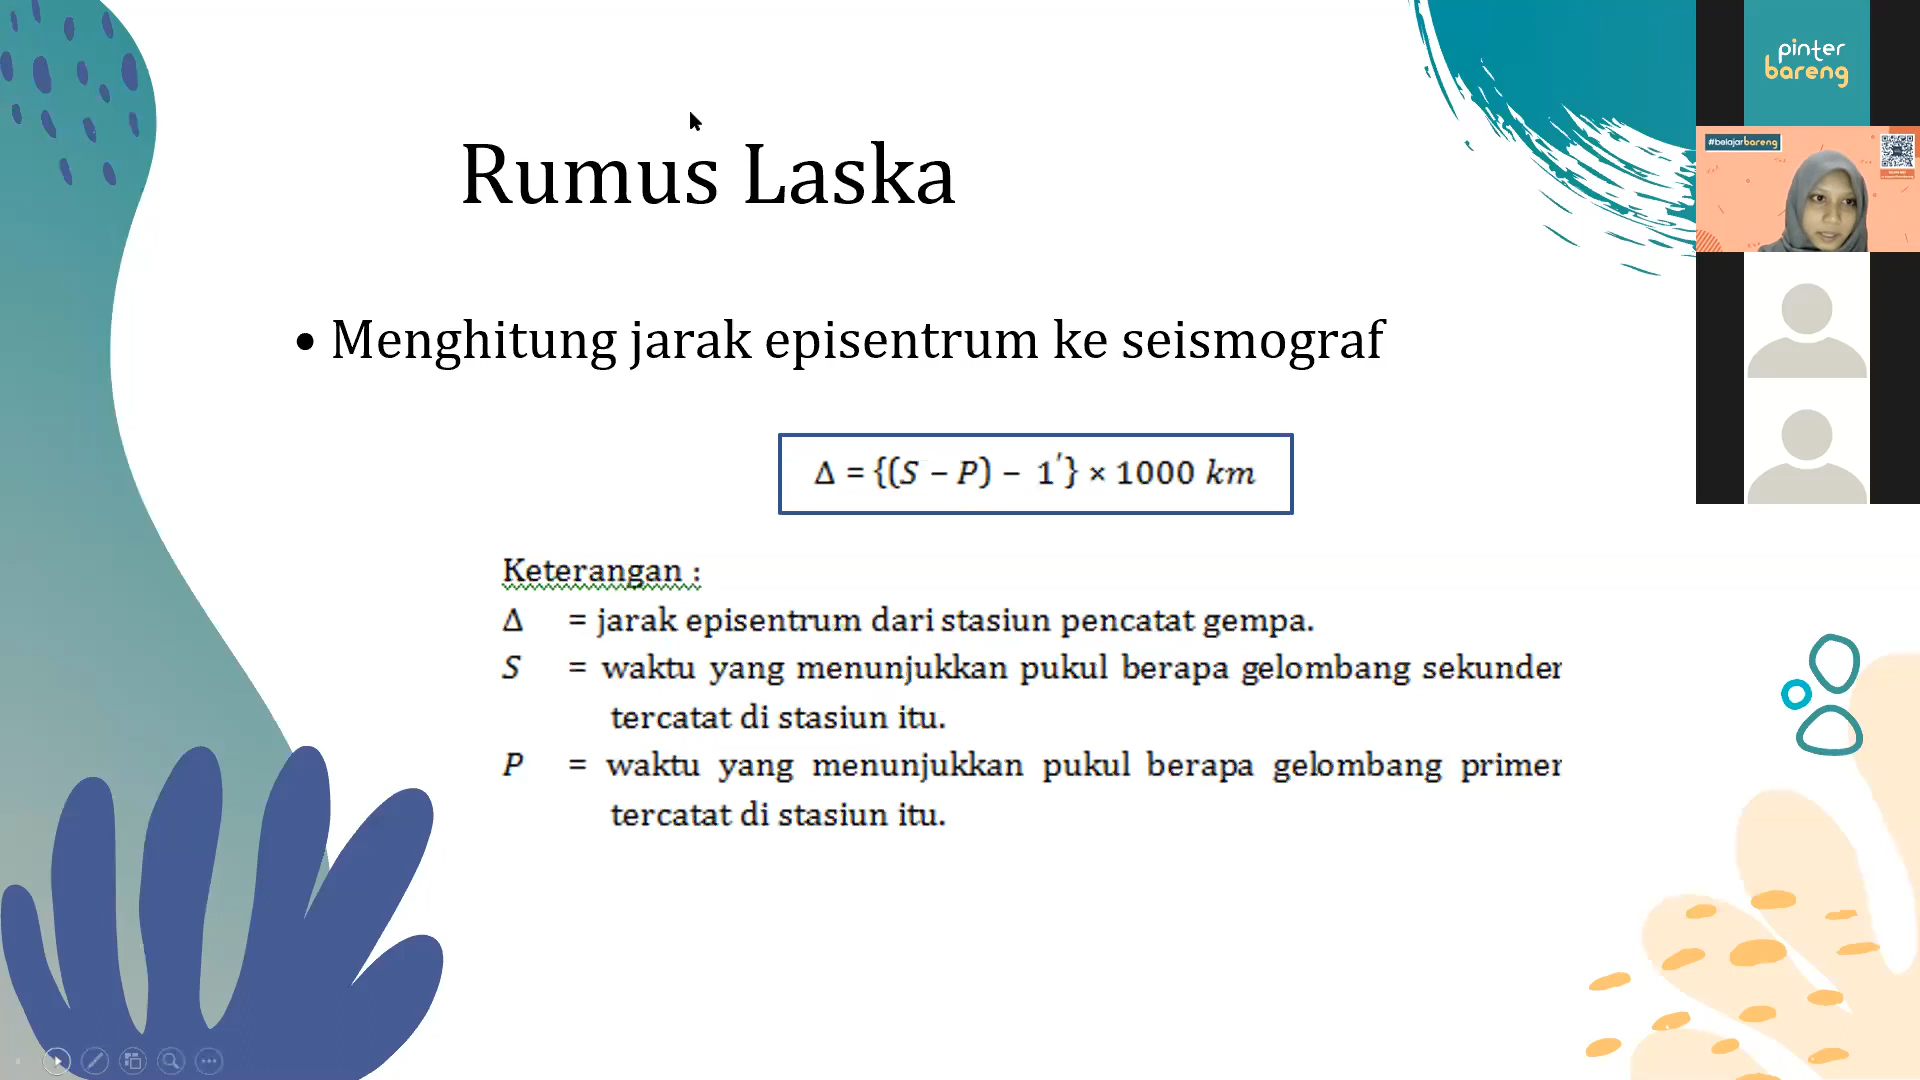 Rumus Laska
• Menghitung jarak episentrum ke seismograf
Δ = {(S – P) – 1′} × 1000 km
Keterangan :
Δ = jarak episentrum dari stasiun pencatat gempa.
S = waktu yang menunjukkan pukul berapa gelombang sekunder
tercatat di stasiun itu.
P = waktu yang menunjukkan pukul berapa gelombang primer
tercatat di stasiun itu.
pinter
bareng
#belajarbareng